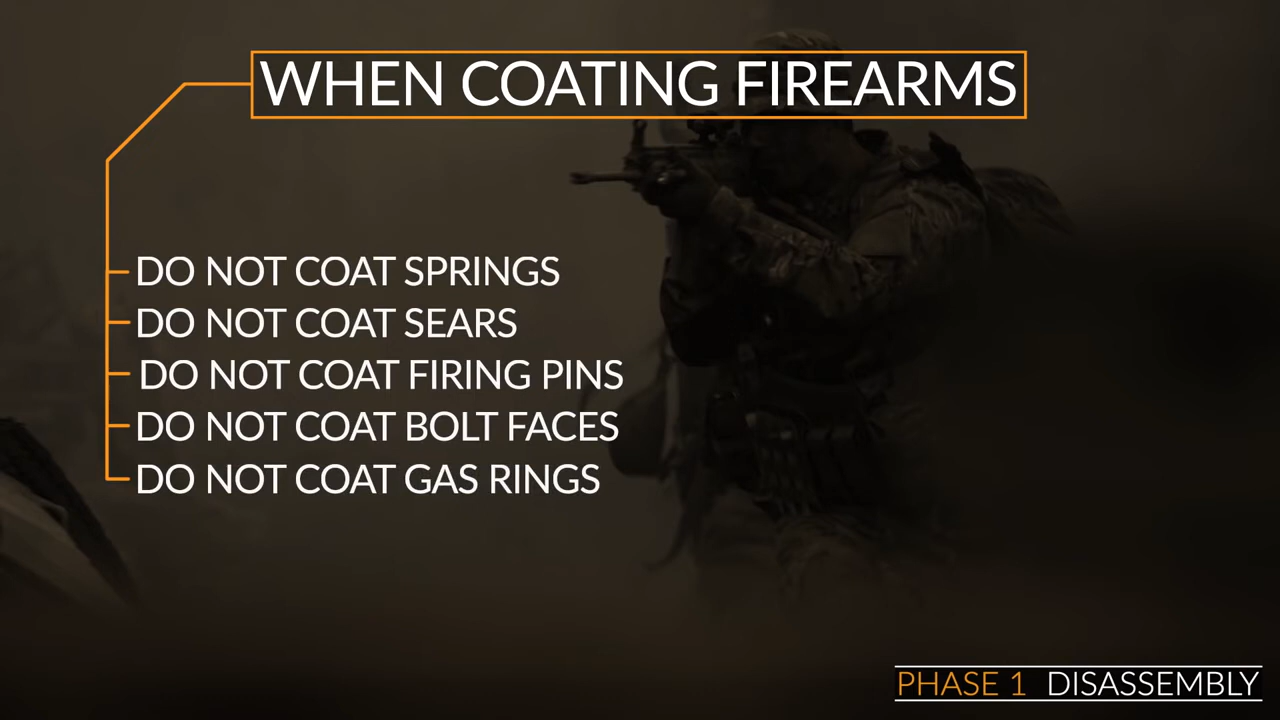 WHEN COATING FIREARMS
DO NOT COAT SPRINGS
DO NOT COAT SEARS
DO NOT COAT FIRING PINS
DO NOT COAT BOLT FACES
DO NOT COAT GAS RINGS
PHASE 1 DISASSEMBLY